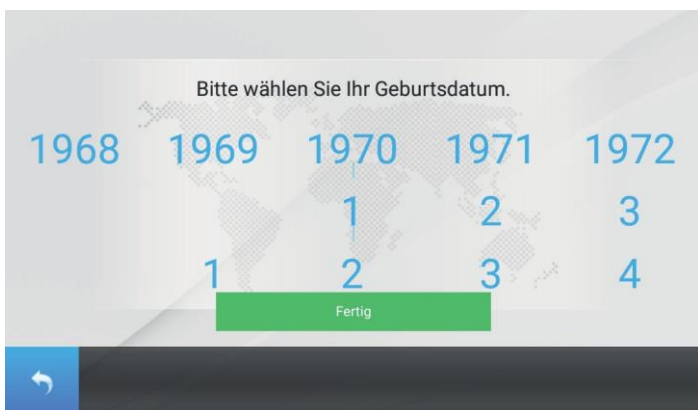 Bitte wählen Sie Ihr Geburtsdatum.
1968 1969 1970 1971 1972
1 2 3
1 2 3 4
Fertig